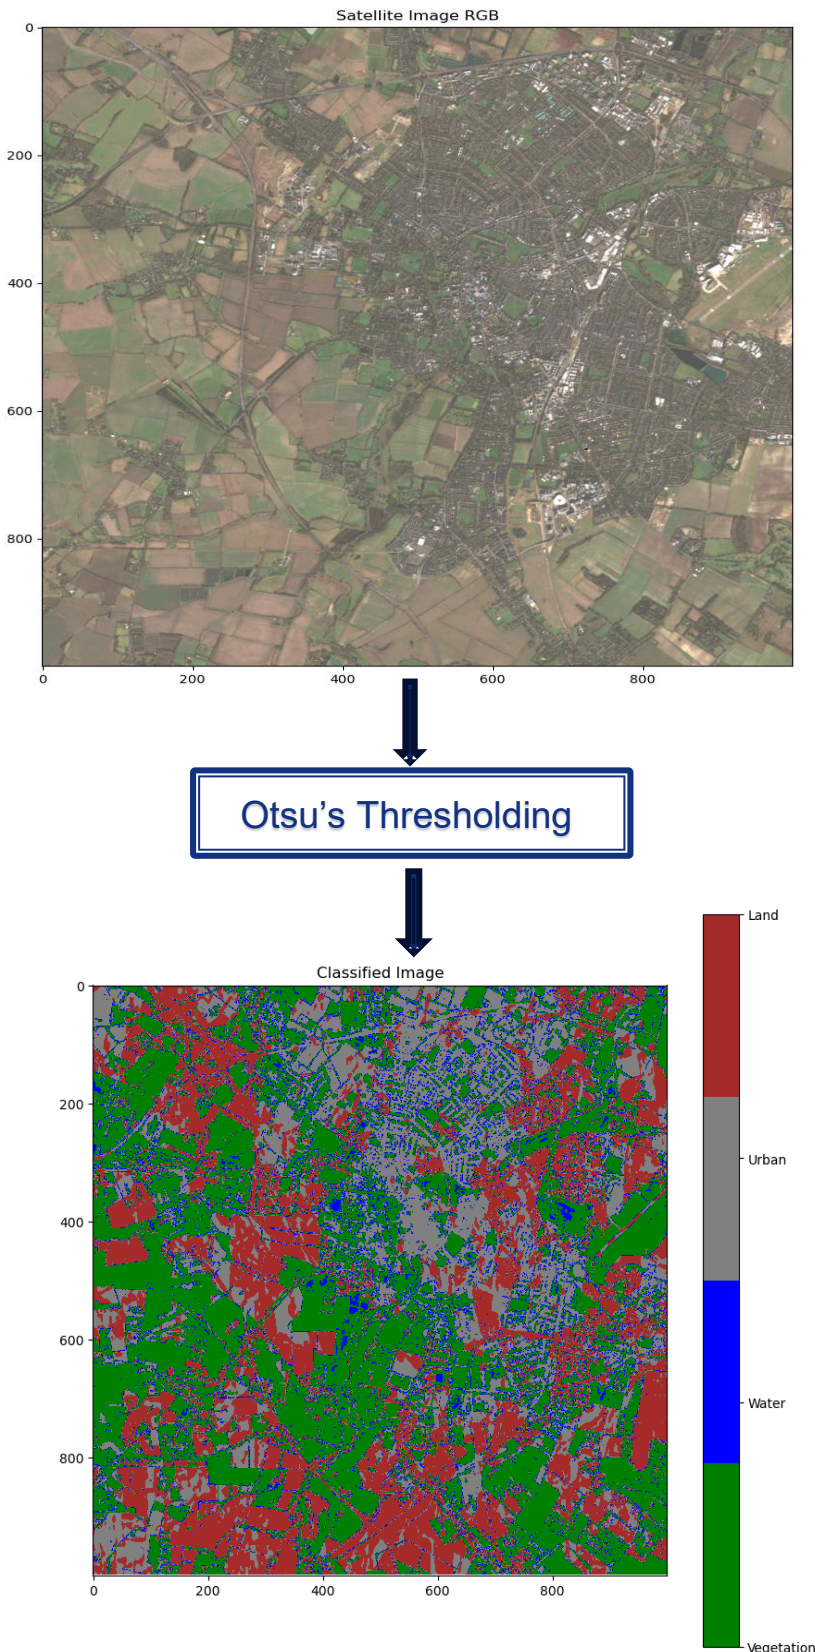 Satellite Image RGB
0
200
400
600
800
0 200 400 600 800
Otsu's Thresholding
Classified Image
0
200
400
600
800
0 200 400 600 800
Land
Urban
Water
Vegetation